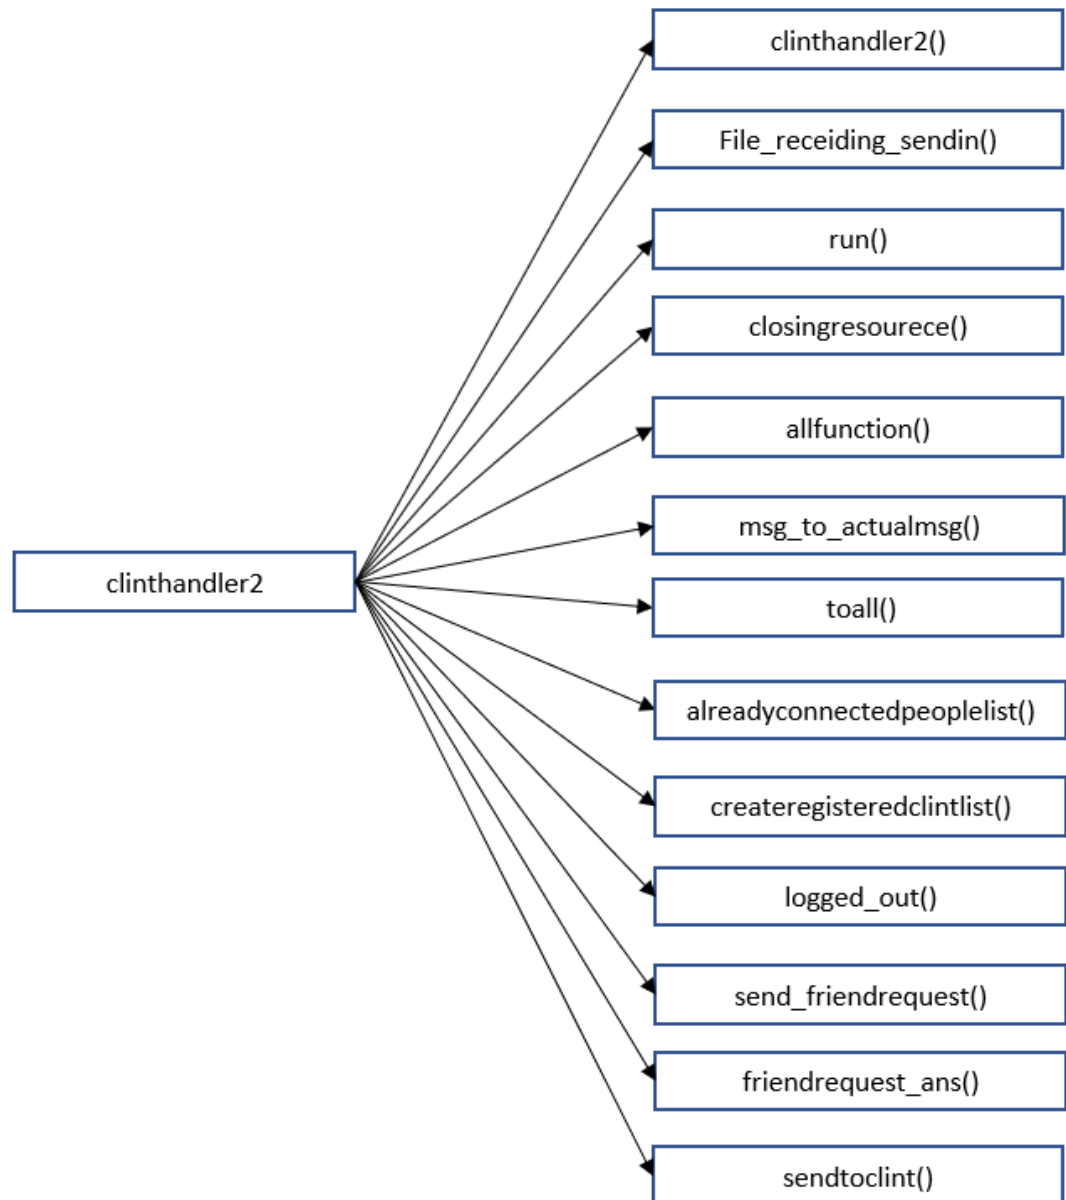 clinthandler2()
File_receiding_sendin()
run()
closingresourece()
allfunction()
msg_to_actualmsg()
clinthandler2
toall()
alreadyconnectedpeoplelist()
createregisteredclintlist()
logged_out()
send_friendrequest()
friendrequest_ans()
sendtoclint()